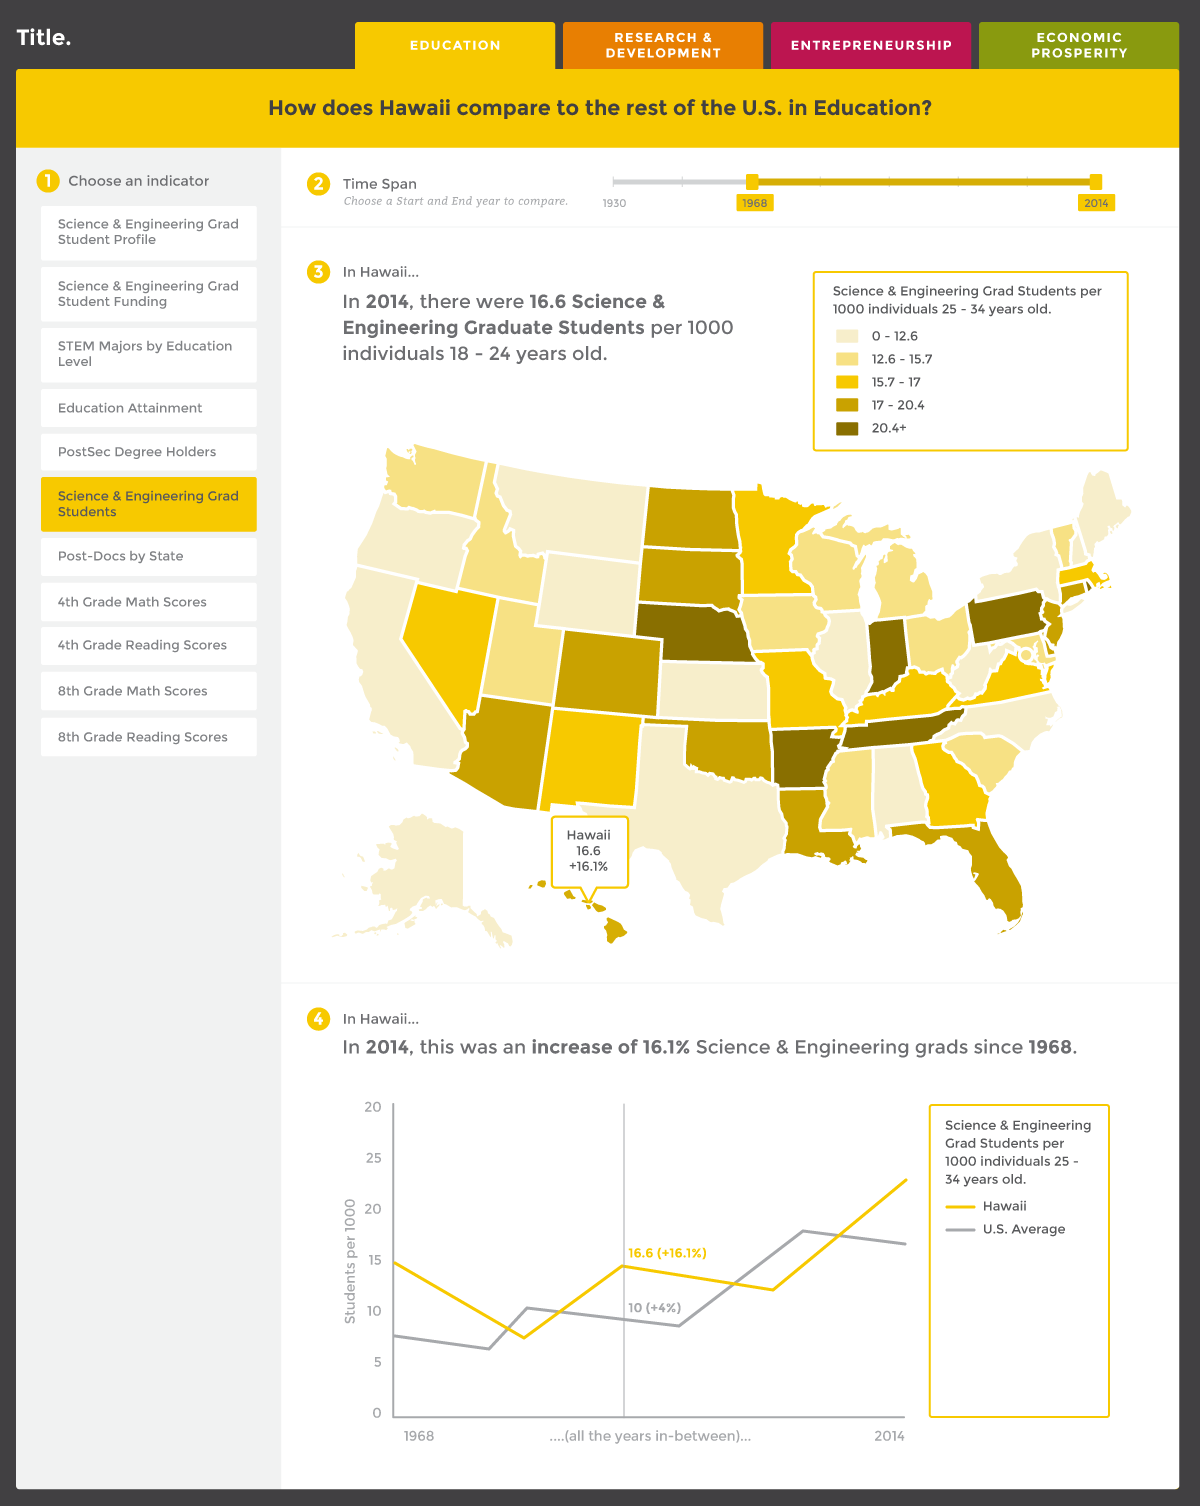 Title.
EDUCATION
RESEARCH &
DEVELOPMENT
ENTREPRENEURSHIP
ECONOMIC
PROSPERITY
How does Hawaii compare to the rest of the U.S. in Education?
1 Choose an indicator
Science & Engineering Grad
Student Profile
Science & Engineering Grad
Student Funding
STEM Majors by Education
Level
Education Attainment
PostSec Degree Holders
Science & Engineering Grad
Students
Post-Docs by State
4th Grade Math Scores
4th Grade Reading Scores
8th Grade Math Scores
8th Grade Reading Scores
2 Time Span
Choose a Start and End year to compare.
1930
1968
2014
3 In Hawaii...
In 2014, there were 16.6 Science &
Engineering Graduate Students per 1000
individuals 18 - 24 years old.
Science & Engineering Grad Students per
1000 individuals 25 - 34 years old.
0 - 12.6
12.6 - 15.7
15.7 - 17
17 - 20.4
20.4+
Hawaii
16.6
+16.1%
4 In Hawaii...
In 2014, this was an increase of 16.1% Science & Engineering grads since 1968.
Students per 1000
20
25
20
15
10
5
0
16.6 (+16.1%)
10 (+4%)
1968
....(all the years in-between)...
2014
Science & Engineering
Grad Students per
1000 individuals 25 -
34 years old.
Hawaii
U.S. Average